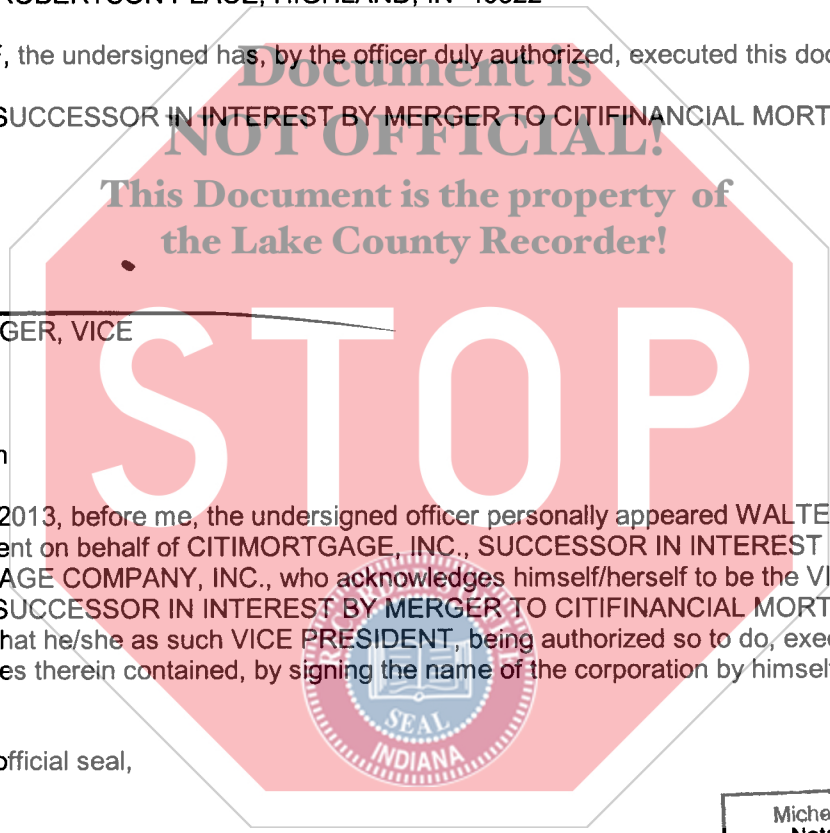 ROBERTSON PLACE, HIGHLAND, IN 46322
, the undersigned has, by the officer duly authorized, executed this doc
Document is
SUCCESSOR IN INTEREST BY MERGER TO CITIFINANCIAL MORT
NOT OFFICIAL!
This Document is the property of
the Lake County Recorder!
GER, VICE
STOP
2013, before me, the undersigned officer personally appeared WALTE
ent on behalf of CITIMORTGAGE, INC., SUCCESSOR IN INTEREST
AGE COMPANY, INC., who acknowledges himself/herself to be the VI
SUCCESSOR IN INTEREST BY MERGER TO CITIFINANCIAL MORT
hat he/she as such VICE PRESIDENT, being authorized so to do, exec
es therein contained, by signing the name of the corporation by himsel
SEAL
INDIANA
official seal,
Miche